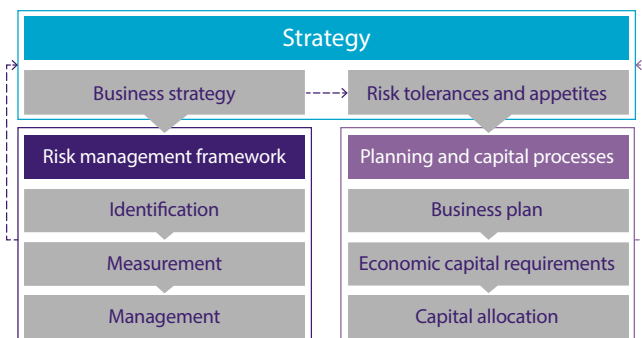 Strategy
Business strategy
Risk tolerances and appetites
Risk management framework
Identification
Measurement
Management
Planning and capital processes
Business plan
Economic capital requirements
Capital allocation